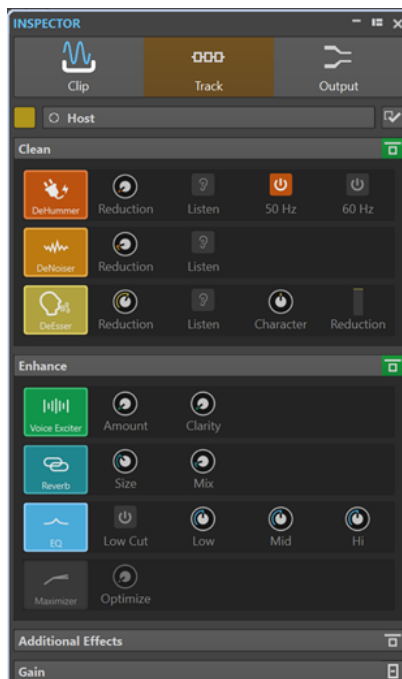 INSPECTOR
Clip Track Output
Host
Clean
DeHummer Reduction Listen 50 Hz 60 Hz
DeNoiser Reduction Listen
DeEsser Reduction Listen Character Reduction
Enhance
Voice Exciter Amount Clarity
Reverb Size Mix
EQ Low Cut Low Mid Hi
Maximizer Optimize
Additional Effects
Gain